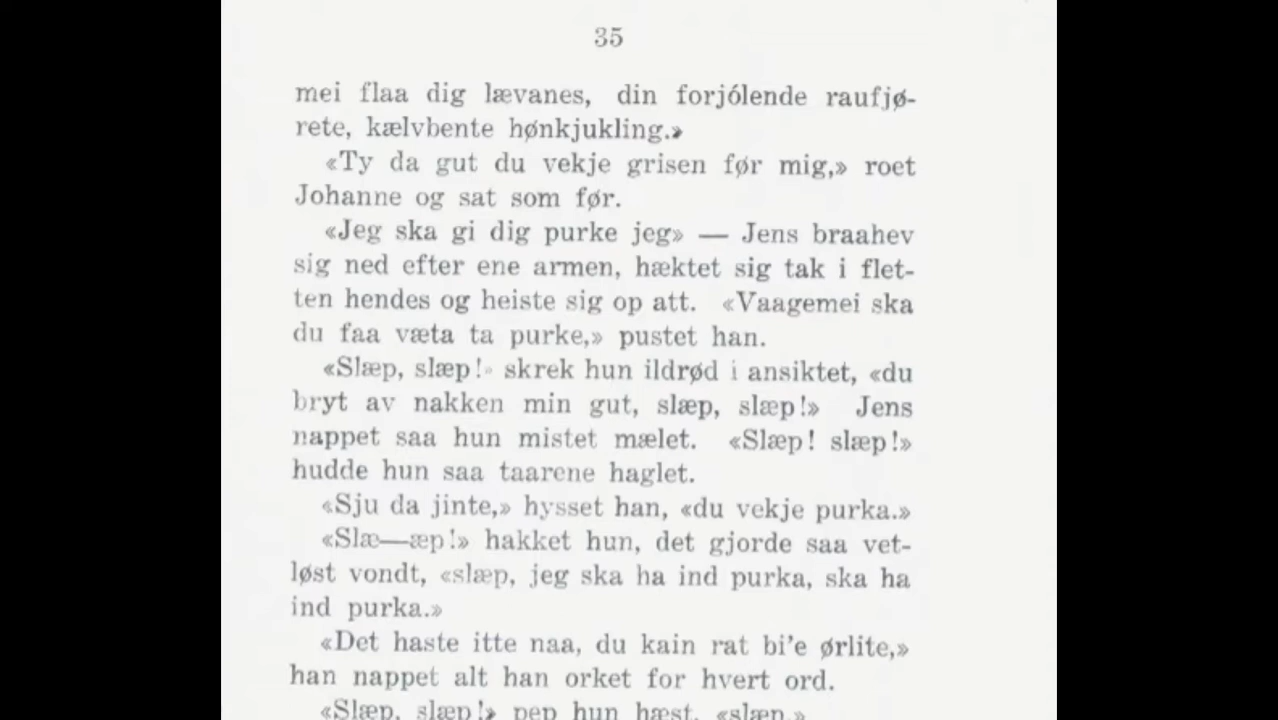 35
mei flaa dig lævanes, din forjólende raufjø-
rete, kælvbente hønkjukling.»
«Ty da gut du vekje grisen før mig,» roet
Johanne og sat som før.
«Jeg ska gi dig purke jeg» — Jens braahev
sig ned efter ene armen, hæktet sig tak i flet-
ten hendes og heiste sig op att. «Vaagemei ska
du faa væta ta purke,» pustet han.
«Slæp, slæp!» skrek hun ildrød i ansiktet, «du
bryt av nakken min gut, slæp, slæp!» Jens
nappet saa hun mistet mælet. «Slæp! slæp!»
hudde hun saa taarene haglet.
«Sju da jinte,» hysset han, «du vekje purka.»
«Slæ—æp!» hakket hun, det gjorde saa vet-
løst vondt, «slæp, jeg ska ha ind purka, ska ha
ind purka.»
«Det haste itte naa, du kain rat bi'e ørlite,»
han nappet alt han orket for hvert ord.
«Slæp, slæp!» pep hun hæst, «slæp.»